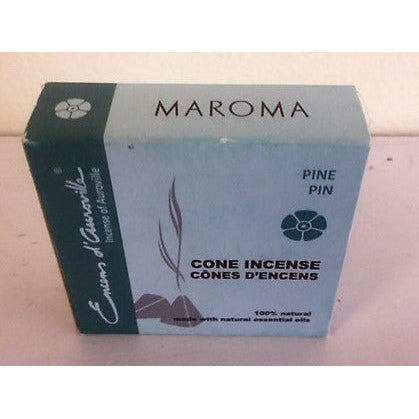 MAROMA
Encens d'Auroville ®
Incense of Auroville
PINE
PIN
CONE INCENSE
CÔNES D'ENCENS
100% natural
made with natural essential oils